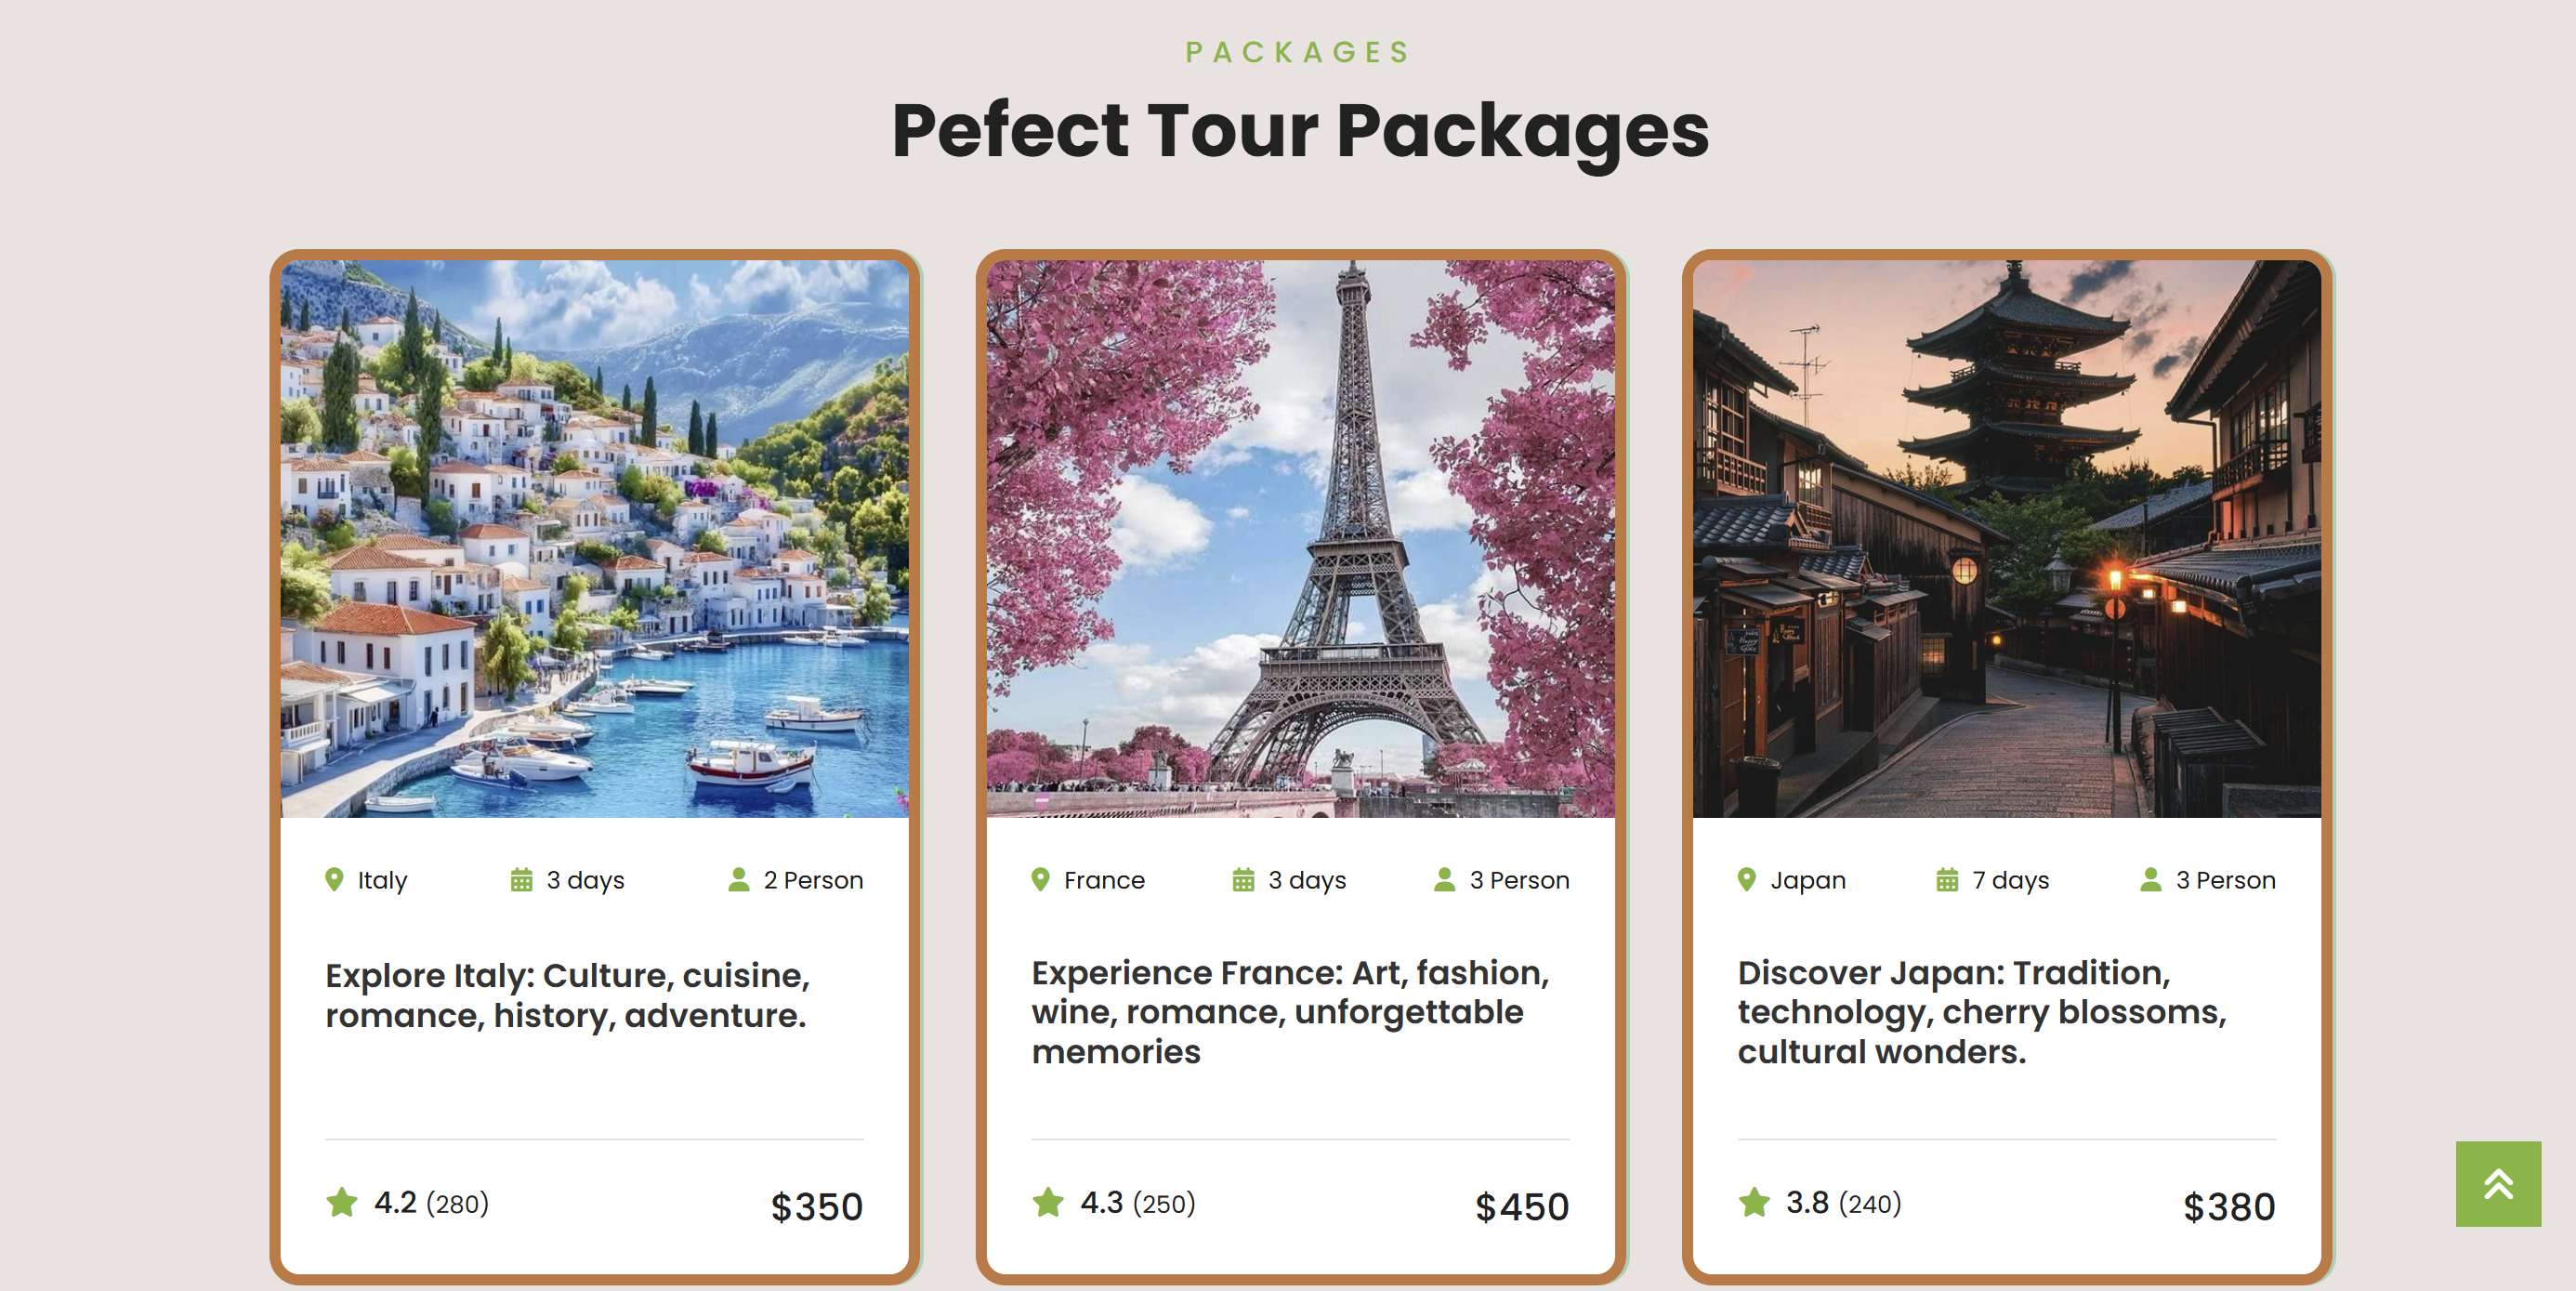 PACKAGES
Pefect Tour Packages
Italy
3 days
2 Person
Explore Italy: Culture, cuisine,
romance, history, adventure.
4.2 (280)
$350
France
3 days
3 Person
Experience France: Art, fashion,
wine, romance, unforgettable
memories
4.3 (250)
$450
Japan
7 days
3 Person
Discover Japan: Tradition,
technology, cherry blossoms,
cultural wonders.
3.8 (240)
$380